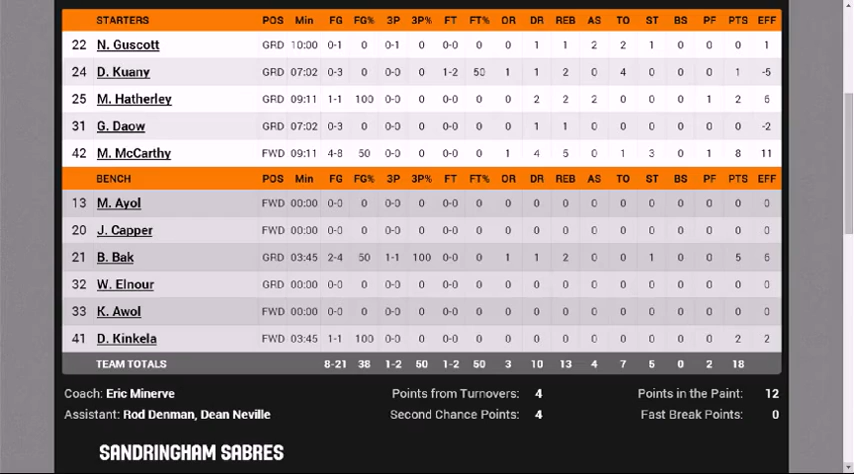 STARTERS POS Min FG FG% 3P 3P% FT FT% OR DR REB AS TO ST BS PF PTS EFF
22 N. Guscott GRD 10:00 0-1 0 0-1 0 0-0 0 0 1 1 2 2 1 0 0 0 1
24 D. Kuany GRD 07:02 0-3 0 0-0 0 1-2 50 1 1 2 0 4 0 0 0 1 -5
25 M. Hatherley GRD 09:11 1-1 100 0-0 0 0-0 0 0 2 2 2 0 0 0 1 2 6
31 G. Daow GRD 07:02 0-3 0 0-0 0 0-0 0 0 1 1 0 0 0 0 0 0 -2
42 M. McCarthy FWD 09:11 4-8 50 0-0 0 0-0 0 1 4 5 0 1 3 0 1 8 11
BENCH POS Min FG FG% 3P 3P% FT FT% OR DR REB AS TO ST BS PF PTS EFF
13 M. Ayol FWD 00:00 0-0 0 0-0 0 0-0 0 0 0 0 0 0 0 0 0 0 0
20 J. Capper FWD 00:00 0-0 0 0-0 0 0-0 0 0 0 0 0 0 0 0 0 0 0
21 B. Bak GRD 03:45 2-4 50 1-1 100 0-0 0 1 1 2 0 0 1 0 0 5 6
32 W. Elnour GRD 00:00 0-0 0 0-0 0 0-0 0 0 0 0 0 0 0 0 0 0 0
33 K. Awol FWD 00:00 0-0 0 0-0 0 0-0 0 0 0 0 0 0 0 0 0 0 0
41 D. Kinkela FWD 03:45 1-1 100 0-0 0 0-0 0 0 0 0 0 0 0 0 0 2 2
TEAM TOTALS 8-21 38 1-2 50 1-2 50 3 10 13 4 7 5 0 2 18
Coach: Eric Minerve Points from Turnovers: 4 Points in the Paint: 12
Assistant: Rod Denman, Dean Neville Second Chance Points: 4 Fast Break Points: 0
SANDRINGHAM SABRES